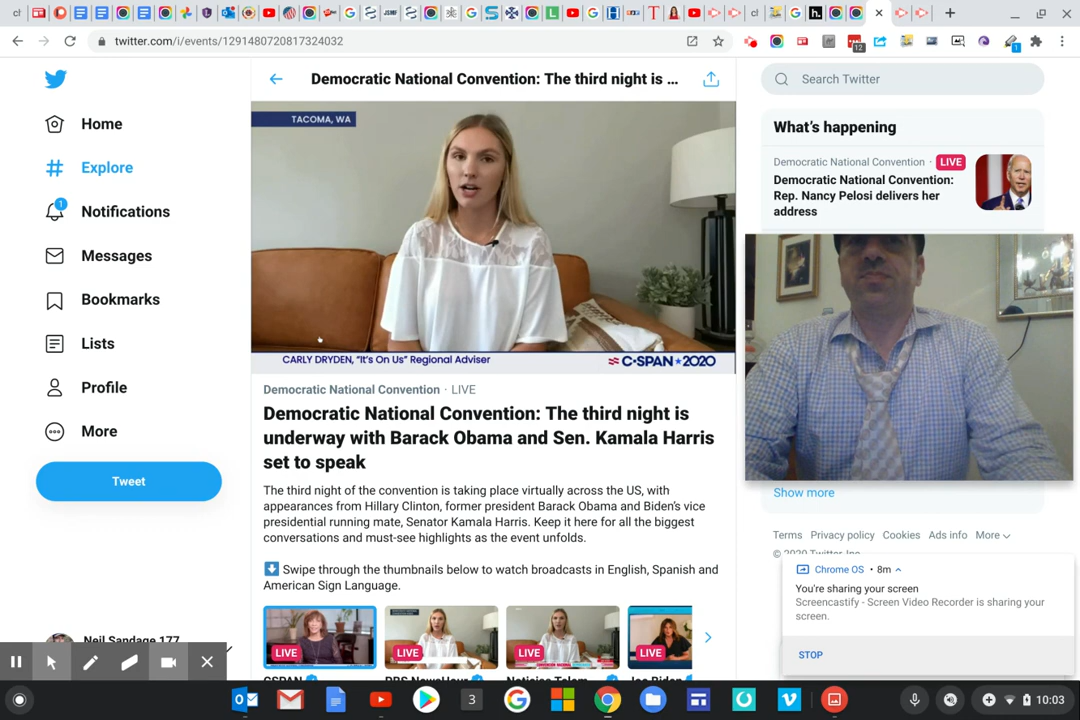 twitter.com/i/events/1291480720817324032
12
1
Democratic National Convention: The third night is ...
Search Twitter
Home
Explore
1
Notifications
Messages
Bookmarks
Lists
Profile
More
Tweet
Neil Sandage 177
TACOMA, WA
CARLY DRYDEN, "It's On Us" Regional Adviser
C-SPAN★2020
Democratic National Convention · LIVE
Democratic National Convention: The third night is
underway with Barack Obama and Sen. Kamala Harris
set to speak
The third night of the convention is taking place virtually across the US, with
appearances from Hillary Clinton, former president Barack Obama and Biden's vice
presidential running mate, Senator Kamala Harris. Keep it here for all the biggest
conversations and must-see highlights as the event unfolds.
⬇️ Swipe through the thumbnails below to watch broadcasts in English, Spanish and
American Sign Language.
LIVE
LIVE
LIVE
LIVE
What's happening
Democratic National Convention · LIVE
Democratic National Convention:
Rep. Nancy Pelosi delivers her
address
Show more
Terms Privacy policy Cookies Ads info More
© 2020 Twitter, Inc.
Chrome OS • 8m
You're sharing your screen
Screencastify - Screen Video Recorder is sharing your
screen.
STOP
3
10:03